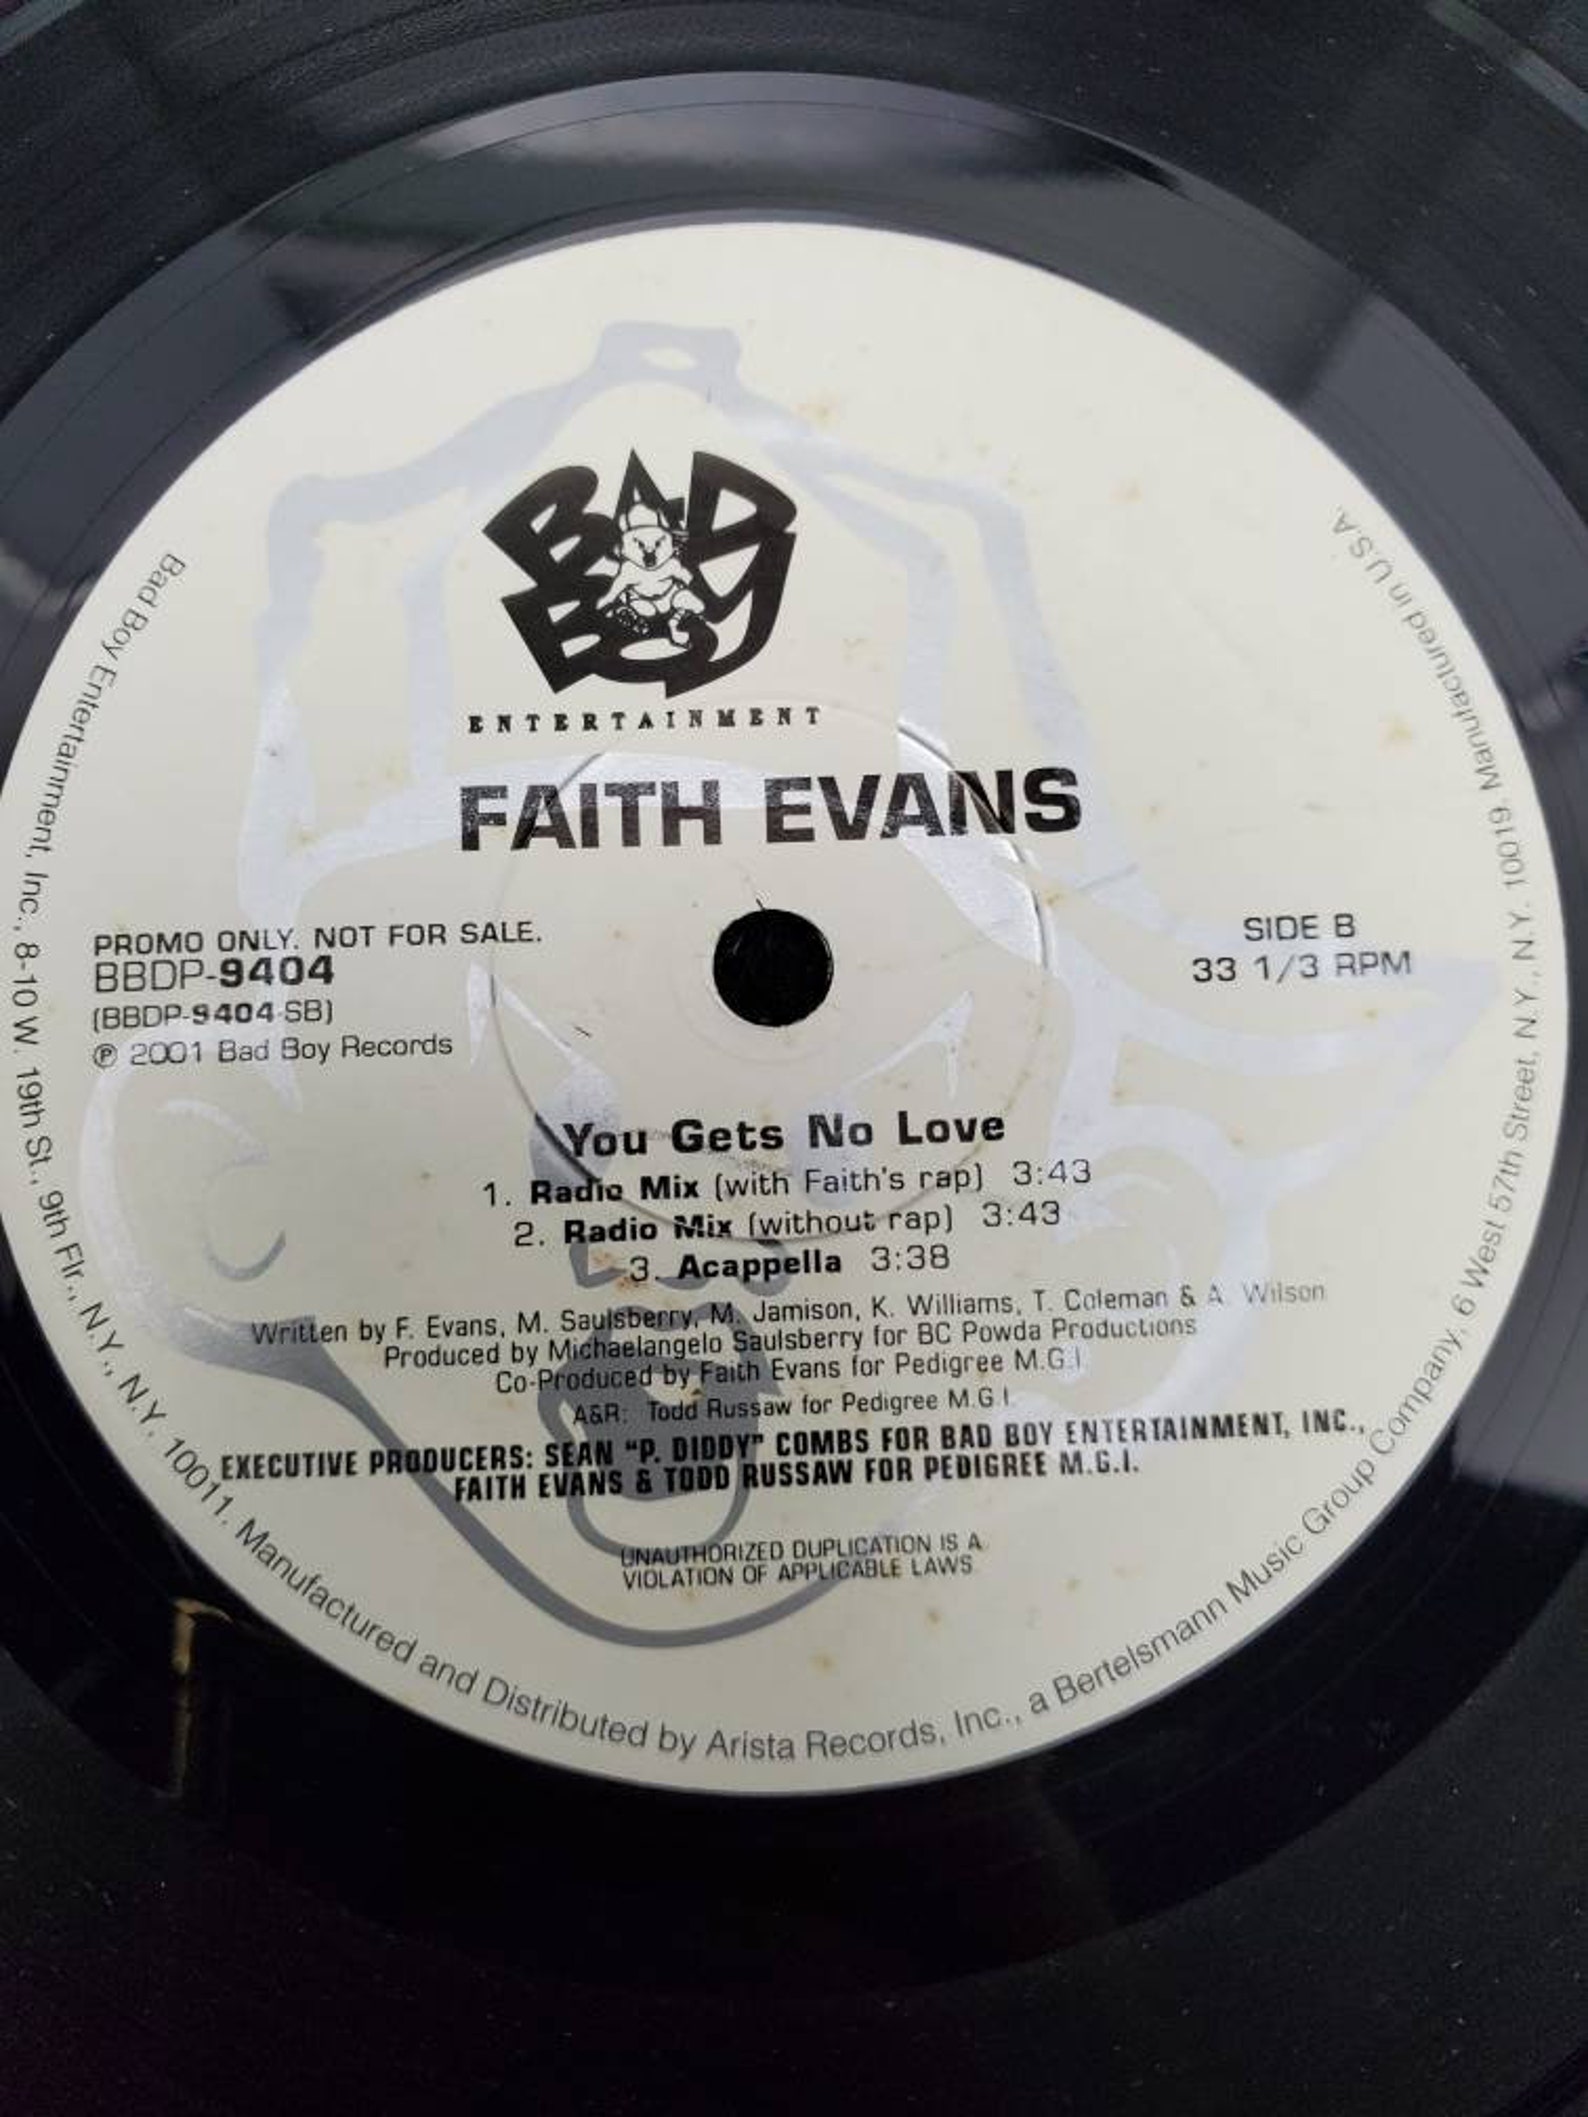 BAD
BOY
ENTERTAINMENT
FAITH EVANS
PROMO ONLY. NOT FOR SALE.
BBDP-9404
(BBDP-9404-SB)
℗ 2001 Bad Boy Records
SIDE B
33 1/3 RPM
You Gets No Love
1. Radio Mix (with Faith's rap) 3:43
2. Radio Mix (without rap) 3:43
3. Acappella 3:38
Written by F. Evans, M. Saulsberry, M. Jamison, K. Williams, T. Coleman & A. Wilson
Produced by Michaelangelo Saulsberry for BC Powda Productions
Co-Produced by Faith Evans for Pedigree M.G.I.
A&R: Todd Russaw for Pedigree M.G.I.
EXECUTIVE PRODUCERS: SEAN "P. DIDDY" COMBS FOR BAD BOY ENTERTAINMENT, INC.,
FAITH EVANS & TODD RUSSAW FOR PEDIGREE M.G.I.
UNAUTHORIZED DUPLICATION IS A
VIOLATION OF APPLICABLE LAWS
Bad Boy Entertainment, Inc., 8-10 W. 19th St., 9th Flr., N.Y., N.Y. 10011. Manufactured and Distributed by Arista Records, Inc., a Bertelsmann Music Group Company, 6 West 57th Street, N.Y., N.Y. 10019 Manufactured in U.S.A.